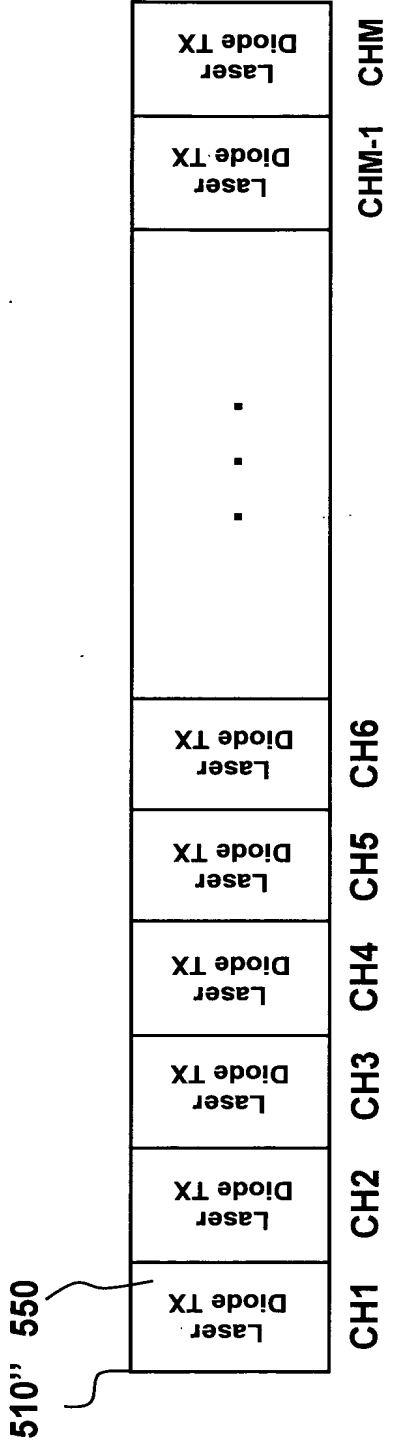 510” 550
Laser
Diode TX
Laser
Diode TX
Laser
Diode TX
Laser
Diode TX
Laser
Diode TX
Laser
Diode TX
. . .
Laser
Diode TX
Laser
Diode TX
CH1 CH2 CH3 CH4 CH5 CH6 CHM-1 CHM